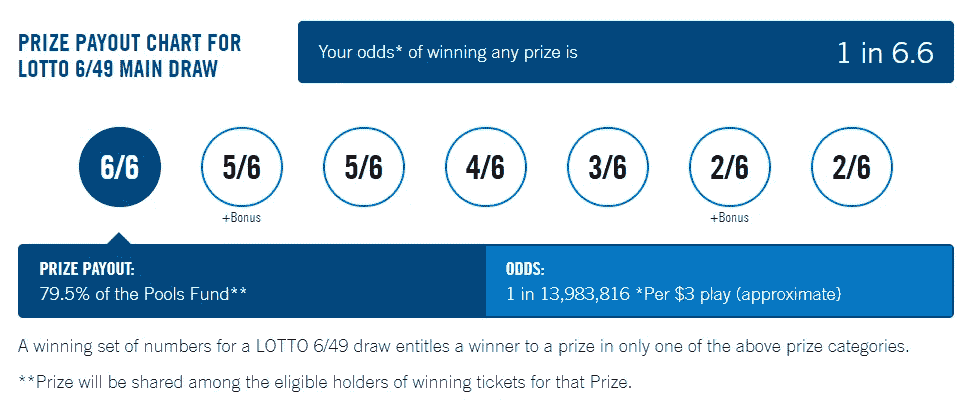 PRIZE PAYOUT CHART FOR
LOTTO 6/49 MAIN DRAW
Your odds* of winning any prize is
1 in 6.6
6/6
5/6
5/6
4/6
3/6
2/6
2/6
+Bonus
+Bonus
PRIZE PAYOUT:
79.5% of the Pools Fund**
ODDS:
1 in 13,983,816 *Per $3 play (approximate)
A winning set of numbers for a LOTTO 6/49 draw entitles a winner to a prize in only one of the above prize categories.
**Prize will be shared among the eligible holders of winning tickets for that Prize.